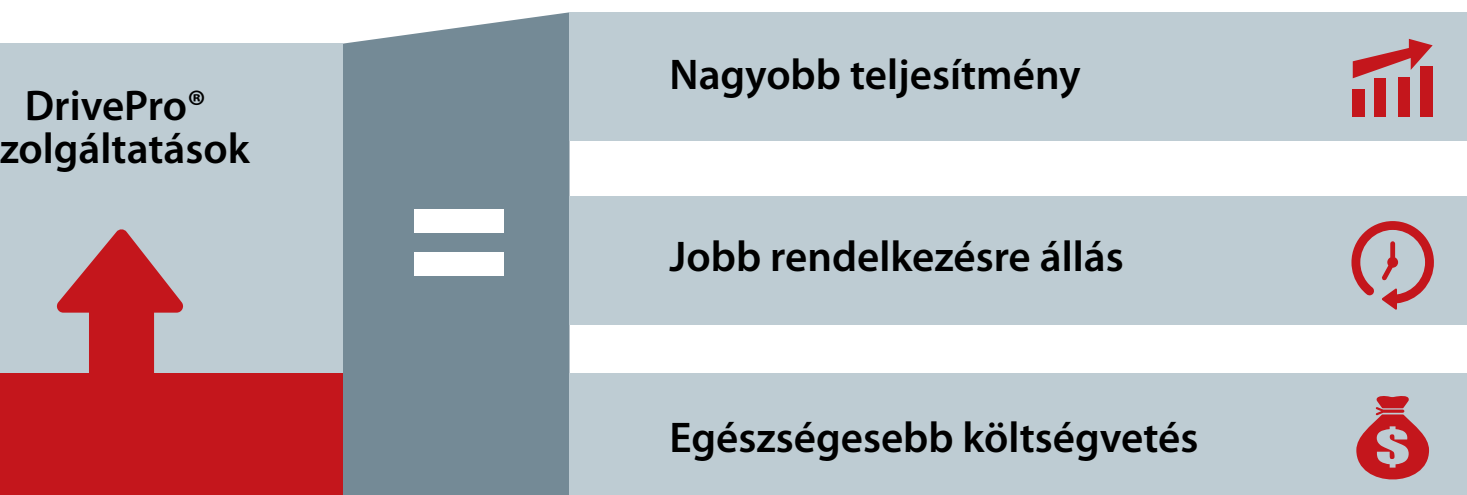 DrivePro®
zolgáltatások
Nagyobb teljesítmény
Jobb rendelkezésre állás
Egészségesebb költségvetés
$